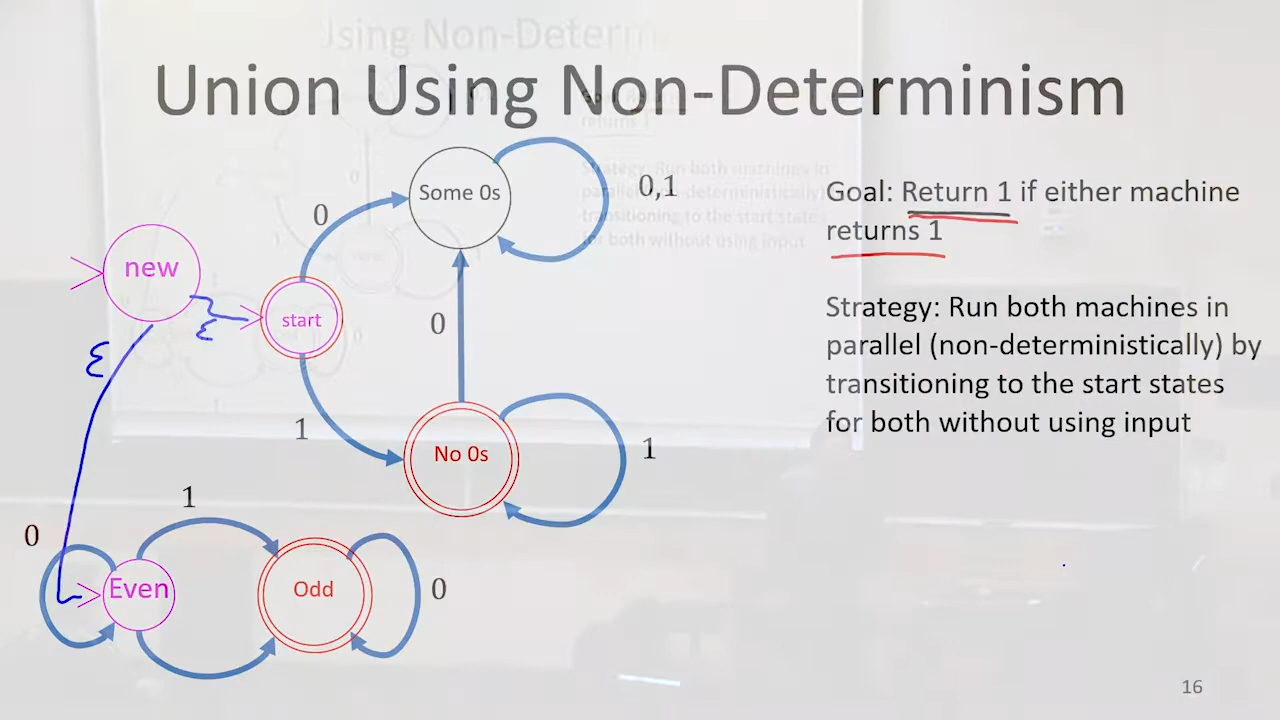 Union Using Non-Determinism
Goal: Return 1 if either machine
returns 1
Strategy: Run both machines in
parallel (non-deterministically) by
transitioning to the start states
for both without using input
Some 0s
0,1
0
new
start
ε
ε
0
1
No 0s
1
1
0
Even
Odd
0
16